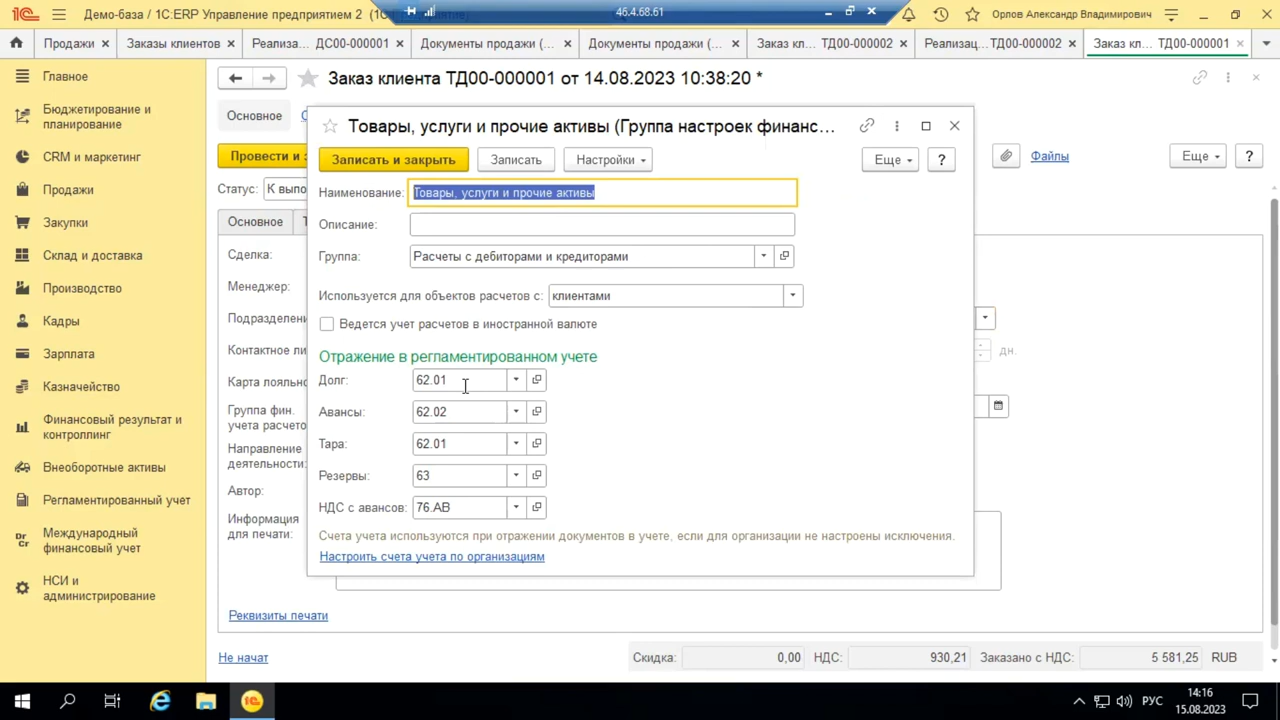 46.4.68.61
Демо-база / 1С:ERP Управление предприятием 2 (1С:
Орлов Александр Владимирович
Продажи
Заказы клиентов
Реализа... ДС00-000001
Документы продажи (...
Документы продажи (...
Заказ кл... ТД00-000002
Реализац...ТД00-000002
Заказ кл... ТД00-000001
Главное
Бюджетирование и
планирование
CRM и маркетинг
Продажи
Закупки
Склад и доставка
Производство
Кадры
Зарплата
Казначейство
Финансовый результат и
контроллинг
Внеоборотные активы
Регламентированный учет
Международный
финансовый учет
НСИ и
администрирование
Заказ клиента ТД00-000001 от 14.08.2023 10:38:20 *
Основное
Провести и з
Файлы
Еще
?
Статус:
К выпо
Основное
Т
Сделка:
Менеджер:
Подразделени
Контактное ли
дн.
Карта лояльно
Группа фин.
учета расчето
Направление
деятельности:
Автор:
Информация
для печати:
Реквизиты печати
Не начат
Скидка:
0,00
НДС:
930,21
Заказано с НДС:
5 581,25
RUB
Товары, услуги и прочие активы (Группа настроек финанс...
Записать и закрыть
Записать
Настройки
Еще
?
Наименование:
Товары, услуги и прочие активы
Описание:
Группа:
Расчеты с дебиторами и кредиторами
Используется для объектов расчетов с:
клиентами
Ведется учет расчетов в иностранной валюте
Отражение в регламентированном учете
Долг:
62.01
Авансы:
62.02
Тара:
62.01
Резервы:
63
НДС с авансов:
76.АВ
Счета учета используются при отражении документов в учете, если для организации не настроены исключения.
Настроить счета учета по организациям
РУС
14:16
15.08.2023